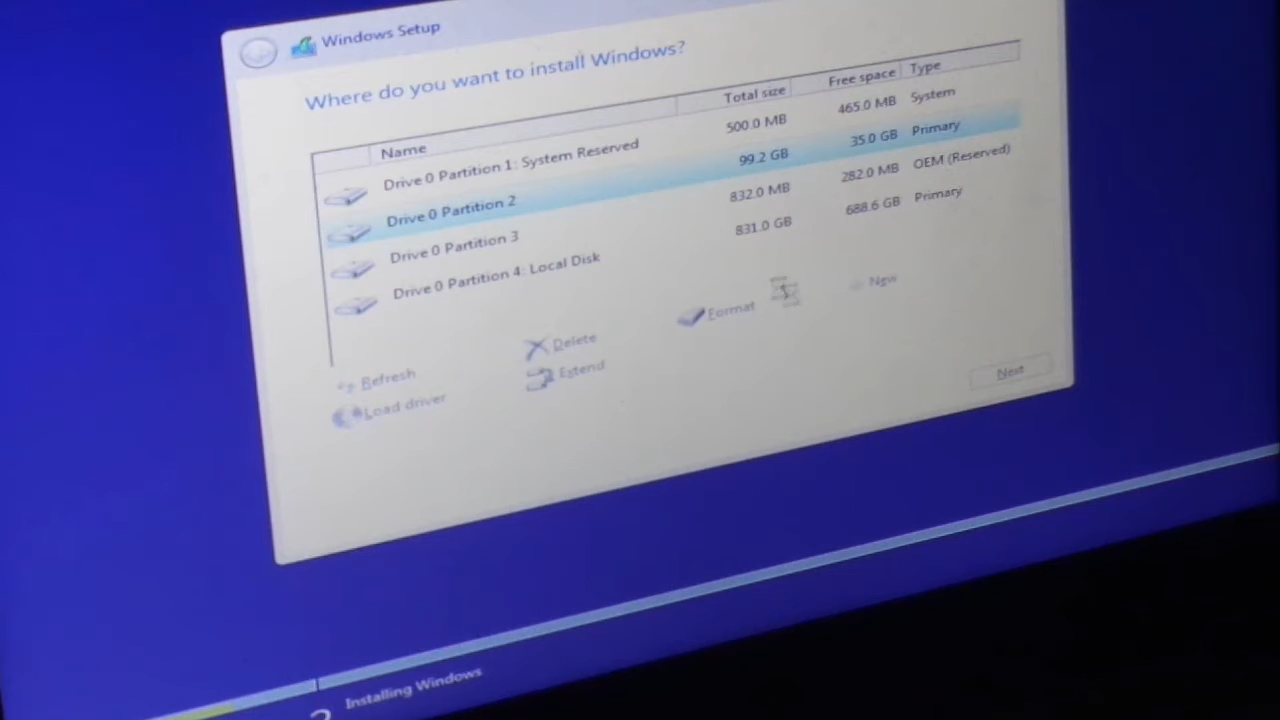 Windows Setup
Where do you want to install Windows?
Name Total size Free space Type
Drive 0 Partition 1: System Reserved 500.0 MB 465.0 MB System
Drive 0 Partition 2 99.2 GB 35.0 GB Primary
Drive 0 Partition 3 832.0 MB 282.0 MB OEM (Reserved)
Drive 0 Partition 4: Local Disk 831.0 GB 688.6 GB Primary
Refresh Delete Format New
Load driver Extend
Next
2 Installing Windows